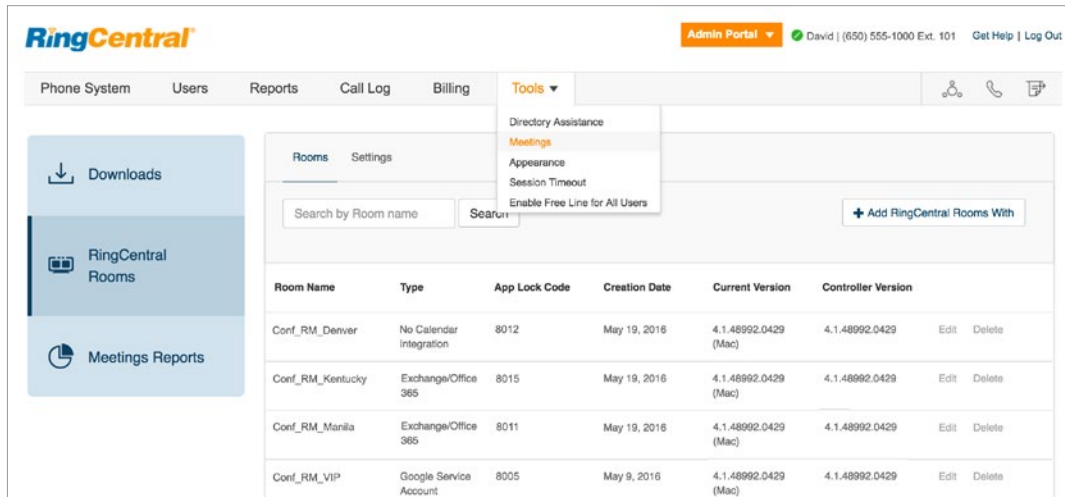 RingCentral®
Admin Portal
David | (650) 555-1000 Ext. 101
Get Help | Log Out
Phone System
Users
Reports
Call Log
Billing
Tools
Directory Assistance
Meetings
Appearance
Session Timeout
Enable Free Line for All Users
Downloads
RingCentral
Rooms
Meetings Reports
Rooms
Settings
Search by Room name
Search
+ Add RingCentral Rooms With
Room Name
Type
App Lock Code
Creation Date
Current Version
Controller Version
Conf_RM_Denver
No Calendar
Integration
8012
May 19, 2016
4.1.48992.0429
(Mac)
4.1.48992.0429
Edit
Delete
Conf_RM_Kentucky
Exchange/Office
365
8015
May 19, 2016
4.1.48992.0429
(Mac)
4.1.48992.0429
Edit
Delete
Conf_RM_Manila
Exchange/Office
365
8011
May 19, 2016
4.1.48992.0429
(Mac)
4.1.48992.0429
Edit
Delete
Conf_RM_VIP
Google Service
Account
8005
May 9, 2016
4.1.48992.0429
(Mac)
4.1.48992.0429
Edit
Delete